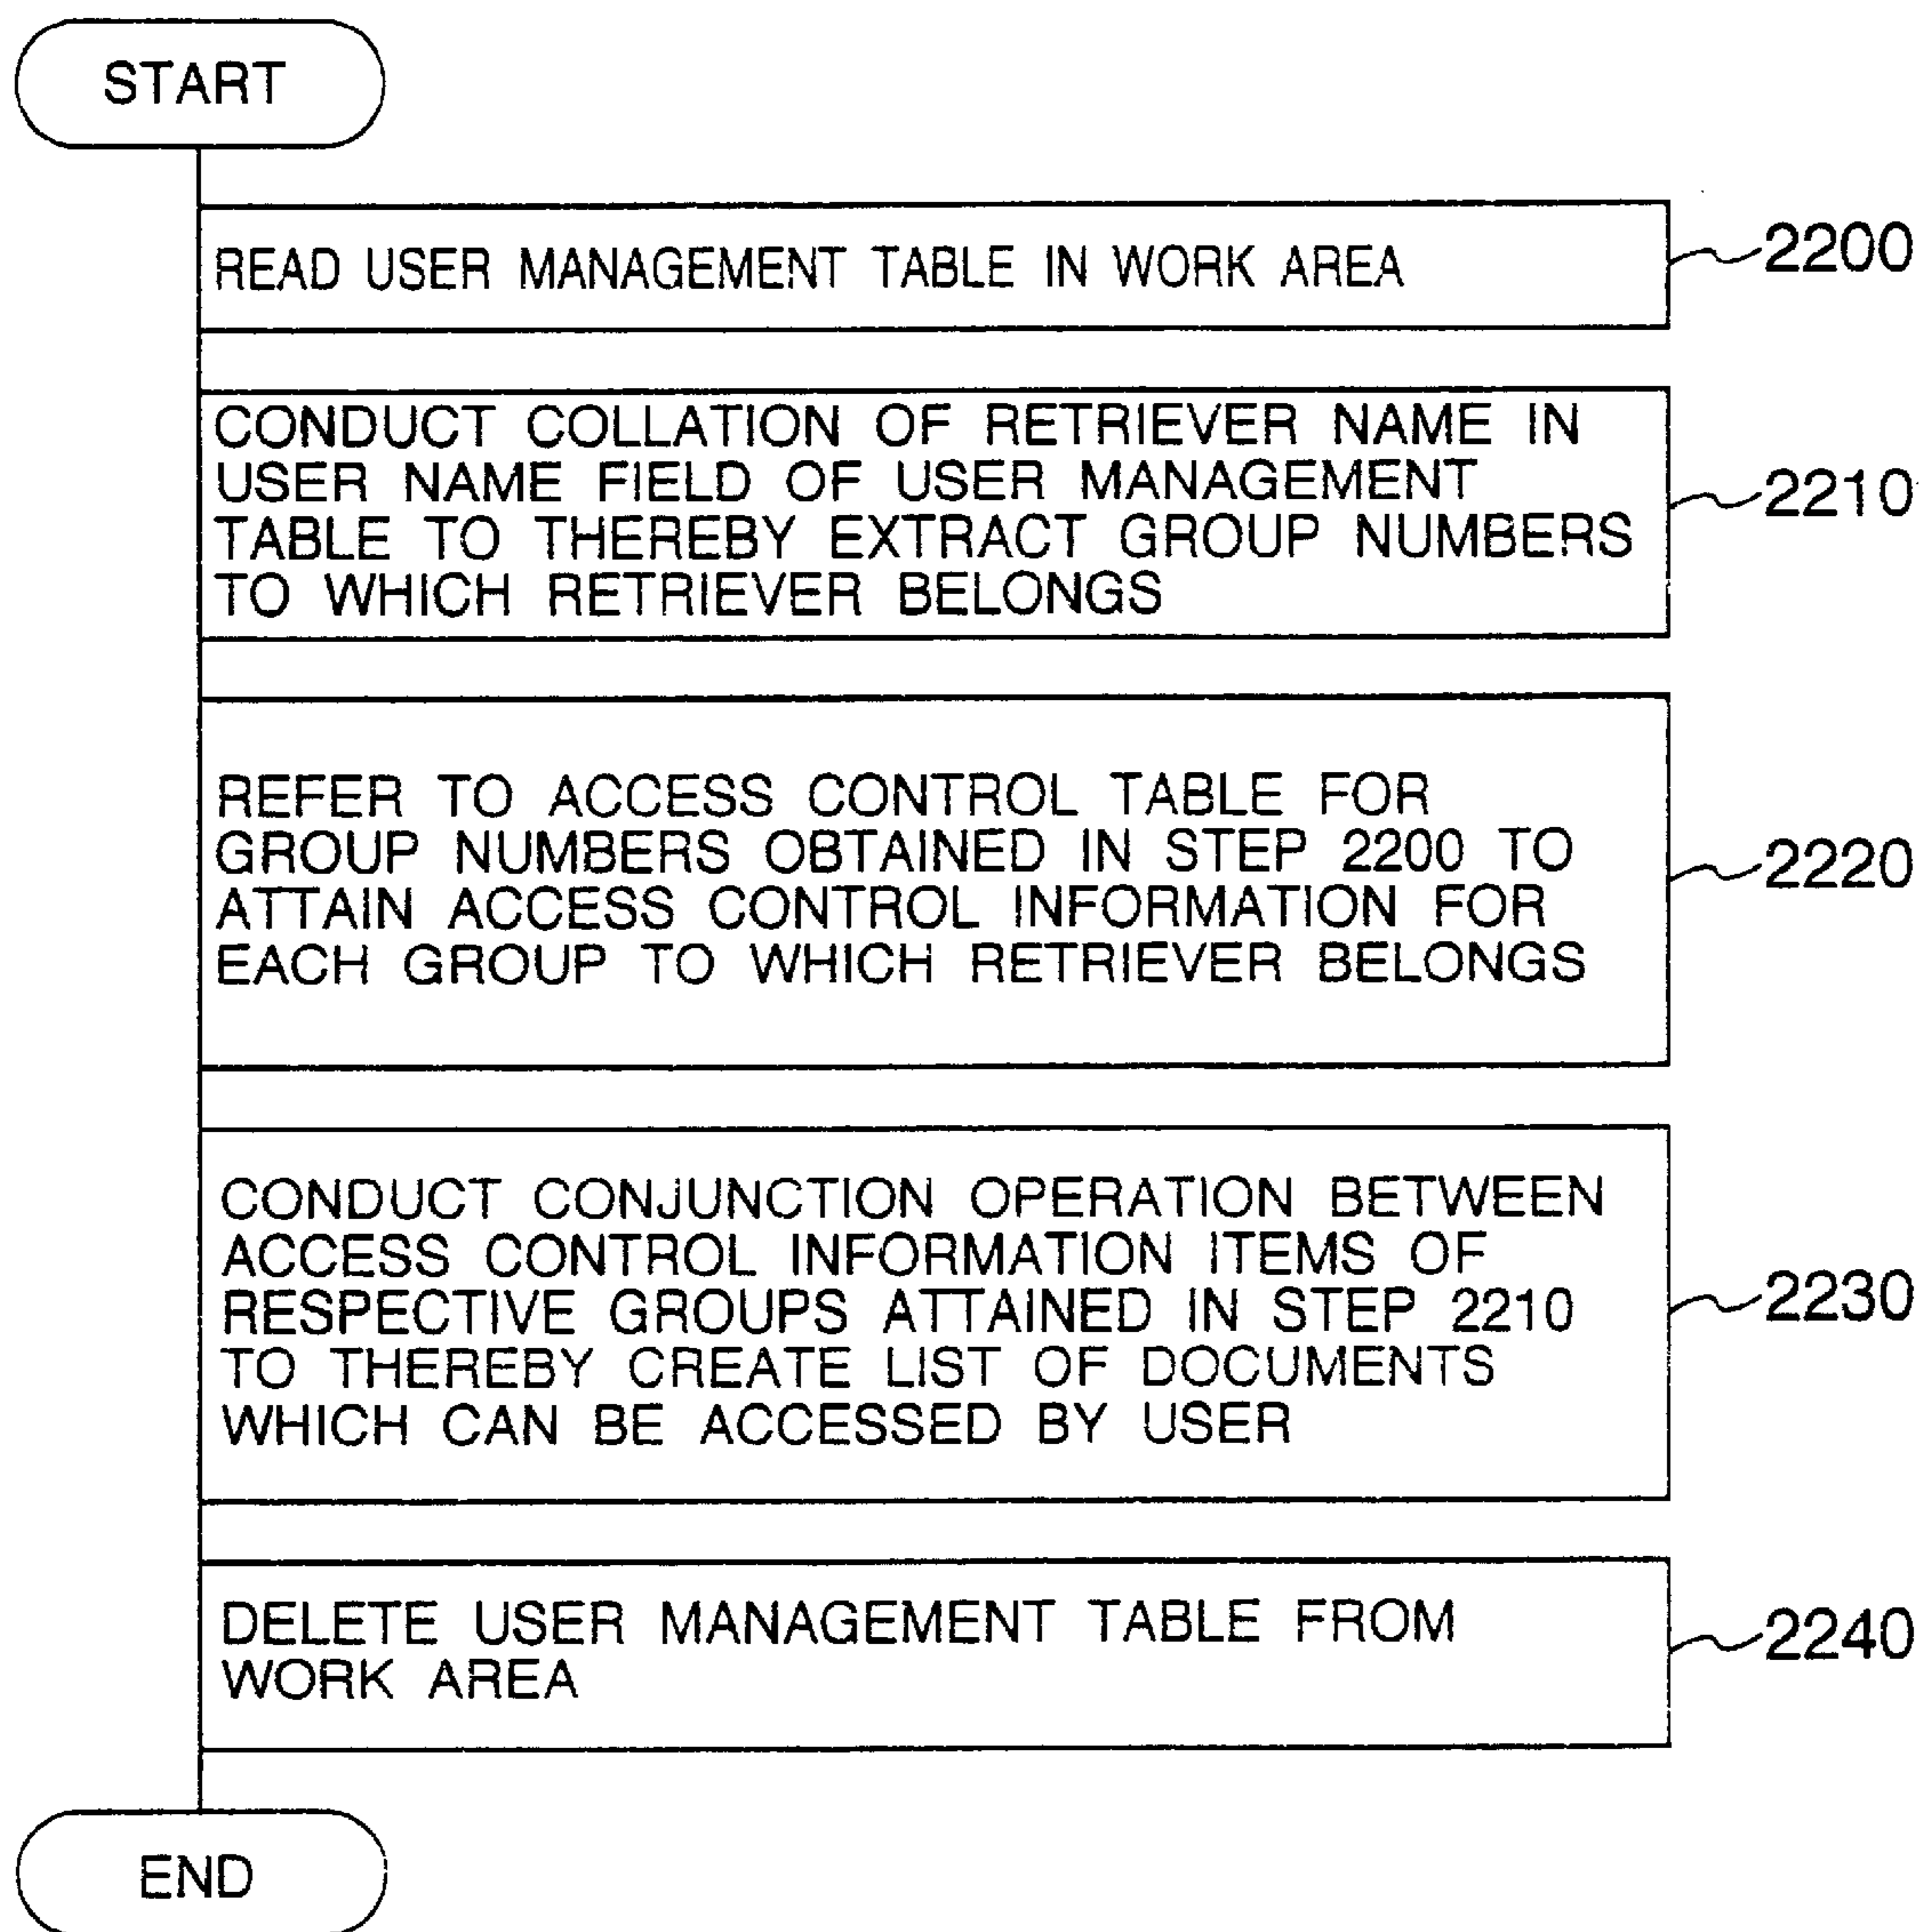 START
READ USER MANAGEMENT TABLE IN WORK AREA
2200
CONDUCT COLLATION OF RETRIEVER NAME IN
USER NAME FIELD OF USER MANAGEMENT
TABLE TO THEREBY EXTRACT GROUP NUMBERS
TO WHICH RETRIEVER BELONGS
2210
REFER TO ACCESS CONTROL TABLE FOR
GROUP NUMBERS OBTAINED IN STEP 2200 TO
ATTAIN ACCESS CONTROL INFORMATION FOR
EACH GROUP TO WHICH RETRIEVER BELONGS
2220
CONDUCT CONJUNCTION OPERATION BETWEEN
ACCESS CONTROL INFORMATION ITEMS OF
RESPECTIVE GROUPS ATTAINED IN STEP 2210
TO THEREBY CREATE LIST OF DOCUMENTS
WHICH CAN BE ACCESSED BY USER
2230
DELETE USER MANAGEMENT TABLE FROM
WORK AREA
2240
END